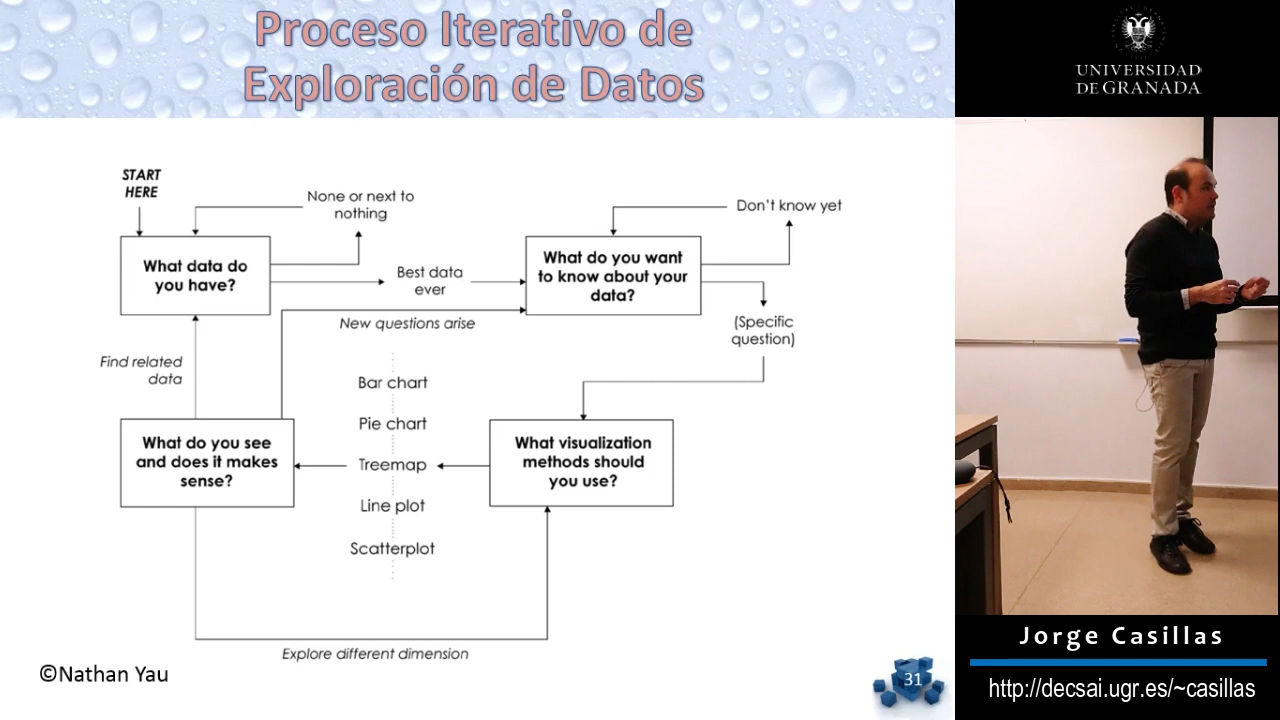 Proceso Iterativo de
Exploración de Datos
START
HERE
None or next to
nothing
Don't know yet
What data do
you have?
Best data
ever
What do you want
to know about your
data?
New questions arise
(Specific
question)
Find related
data
Bar chart
Pie chart
Treemap
Line plot
Scatterplot
What do you see
and does it makes
sense?
What visualization
methods should
you use?
Explore different dimension
©Nathan Yau
31
UNIVERSIDAD
DE GRANADA
Jorge Casillas
http://decsai.ugr.es/~casillas